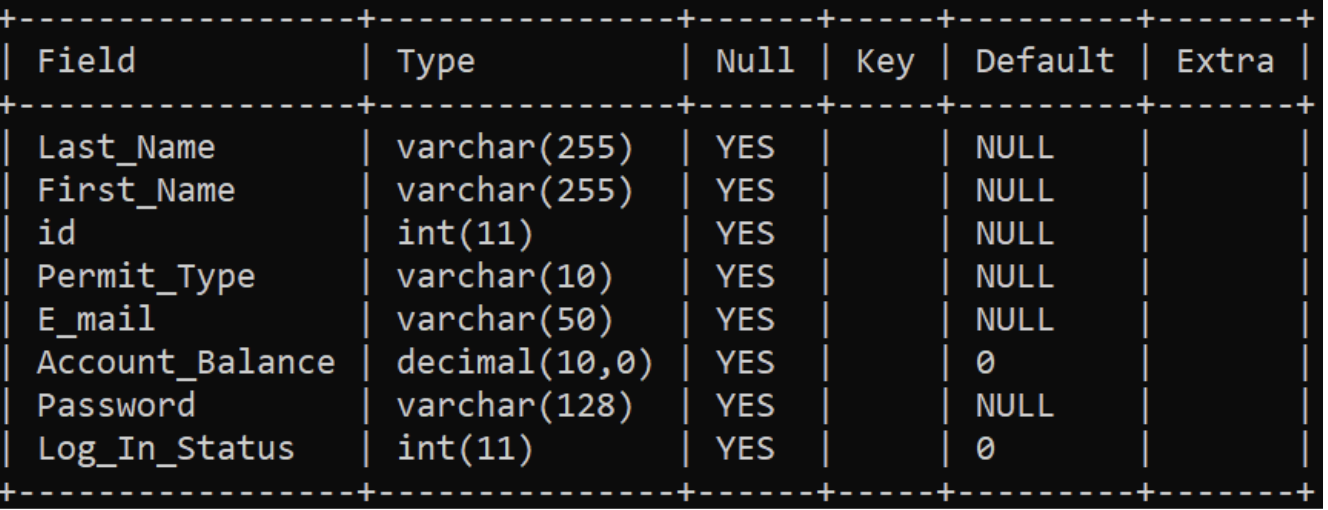 +-----------------+---------------+------+-----+---------+-------+
| Field           | Type          | Null | Key | Default | Extra |
+-----------------+---------------+------+-----+---------+-------+
| Last_Name       | varchar(255)  | YES  |     | NULL    |       |
| First_Name      | varchar(255)  | YES  |     | NULL    |       |
| id              | int(11)       | YES  |     | NULL    |       |
| Permit_Type     | varchar(10)   | YES  |     | NULL    |       |
| E_mail          | varchar(50)   | YES  |     | NULL    |       |
| Account_Balance | decimal(10,0) | YES  |     | 0       |       |
| Password        | varchar(128)  | YES  |     | NULL    |       |
| Log_In_Status   | int(11)       | YES  |     | 0       |       |
+-----------------+---------------+------+-----+---------+-------+